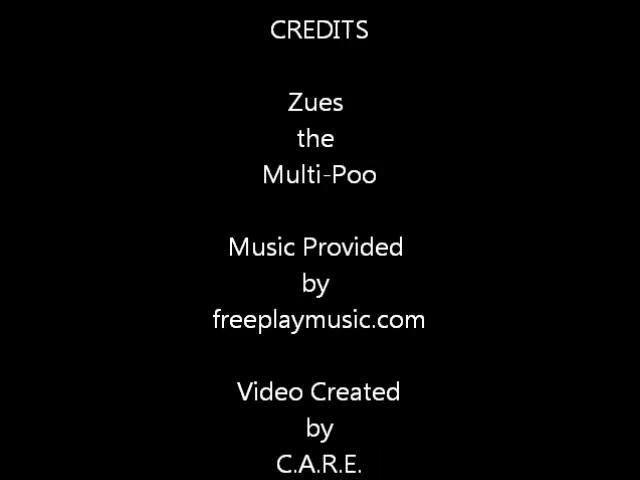 CREDITS
Zues
the
Multi-Poo
Music Provided
by
freeplaymusic.com
Video Created
by
C.A.R.E.